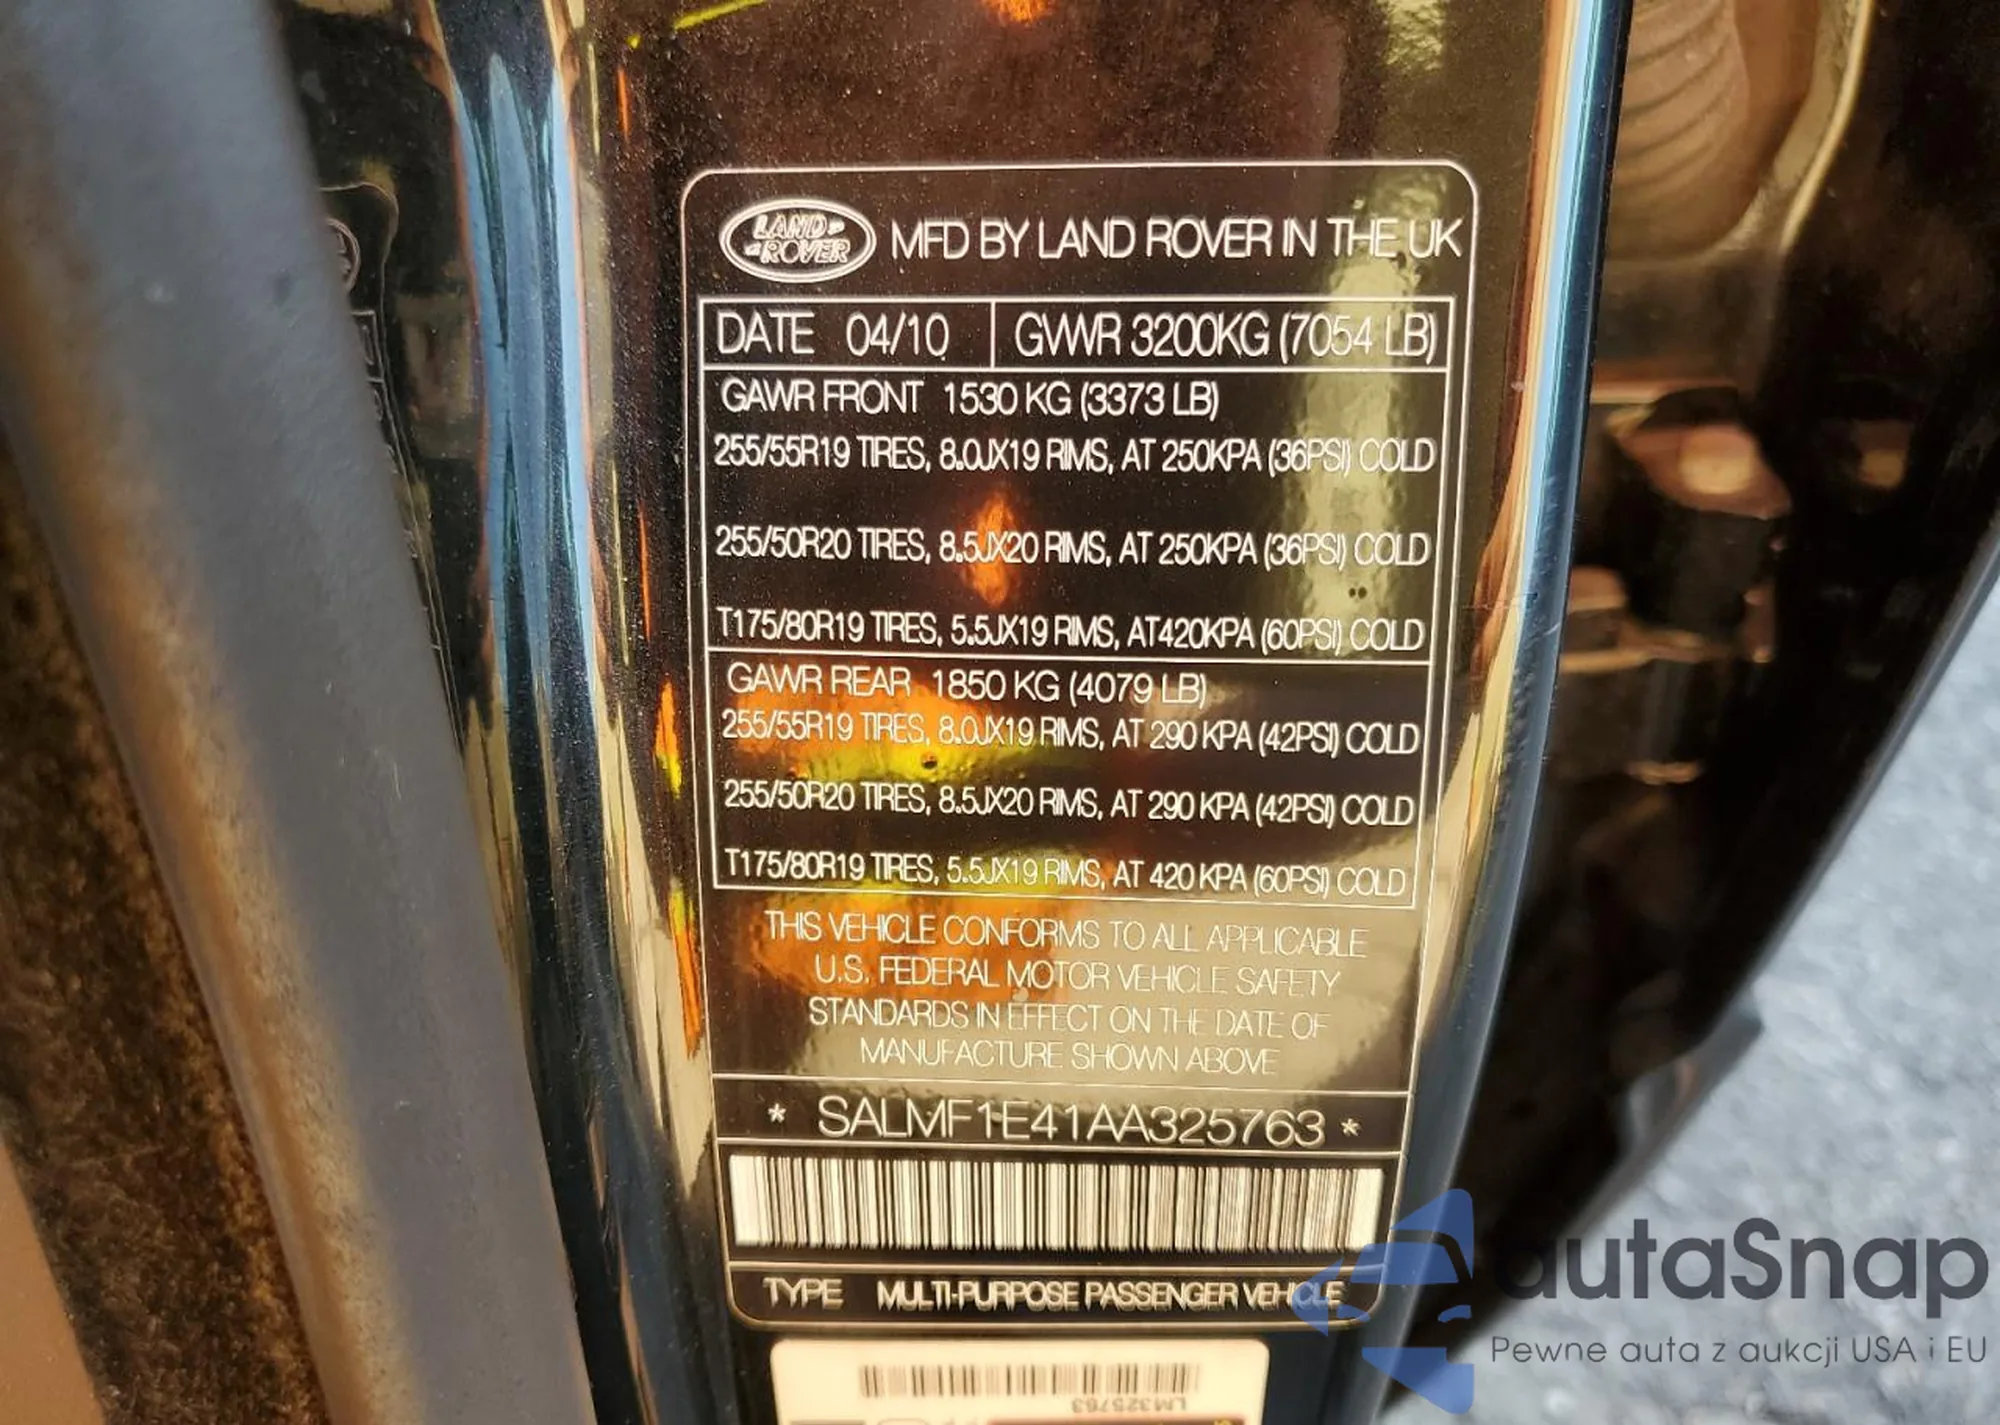 LAND ROVER MFD BY LAND ROVER IN THE UK
DATE 04/10 GVWR 3200KG (7054 LB)
GAWR FRONT 1530 KG (3373 LB)
255/55R19 TIRES, 8.0JX19 RIMS, AT 250KPA (36PSI) COLD
255/50R20 TIRES, 8.5JX20 RIMS, AT 250KPA (36PSI) COLD
T175/80R19 TIRES, 5.5JX19 RIMS, AT420KPA (60PSI) COLD
GAWR REAR 1850 KG (4079 LB)
255/55R19 TIRES, 8.0JX19 RIMS, AT 290 KPA (42PSI) COLD
255/50R20 TIRES, 8.5JX20 RIMS, AT 290 KPA (42PSI) COLD
T175/80R19 TIRES, 5.5JX19 RIMS, AT 420 KPA (60PSI) COLD
THIS VEHICLE CONFORMS TO ALL APPLICABLE
U.S. FEDERAL MOTOR VEHICLE SAFETY
STANDARDS IN EFFECT ON THE DATE OF
MANUFACTURE SHOWN ABOVE
* SALMF1E41AA325763 *
TYPE MULTI-PURPOSE PASSENGER VEHICLE
LM325763
autaSnap
Pewne auta z aukcji USA i EU